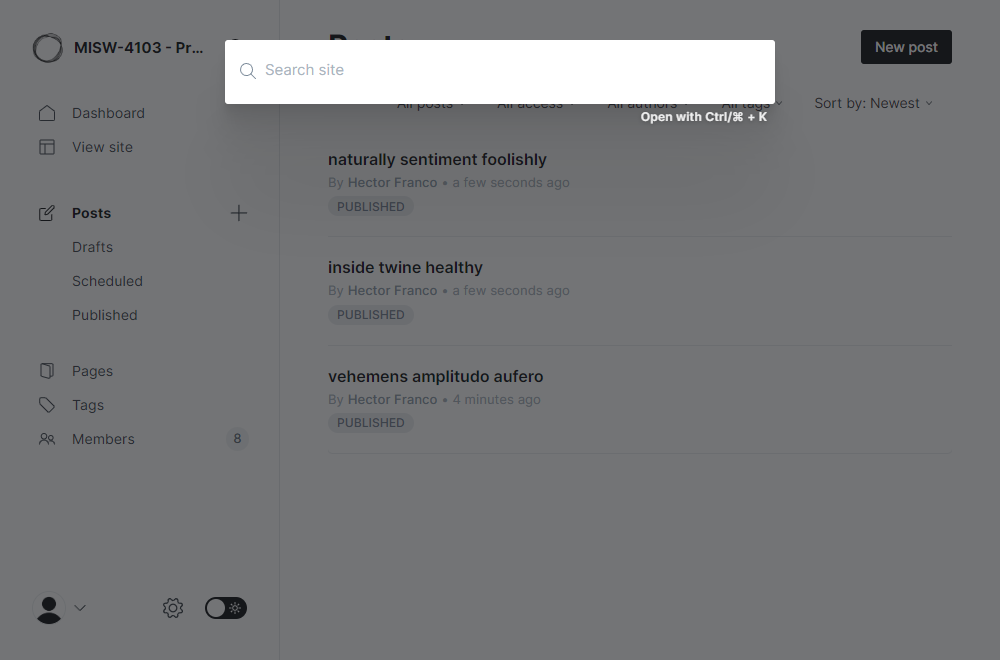 MISW-4103 - Pr...
Search site
New post
All posts
All access
All authors
All tags
Sort by: Newest
Open with Ctrl/⌘ + K
Dashboard
View site
Posts
Drafts
Scheduled
Published
Pages
Tags
Members
8
naturally sentiment foolishly
By Hector Franco • a few seconds ago
PUBLISHED
inside twine healthy
By Hector Franco • a few seconds ago
PUBLISHED
vehemens amplitudo aufero
By Hector Franco • 4 minutes ago
PUBLISHED